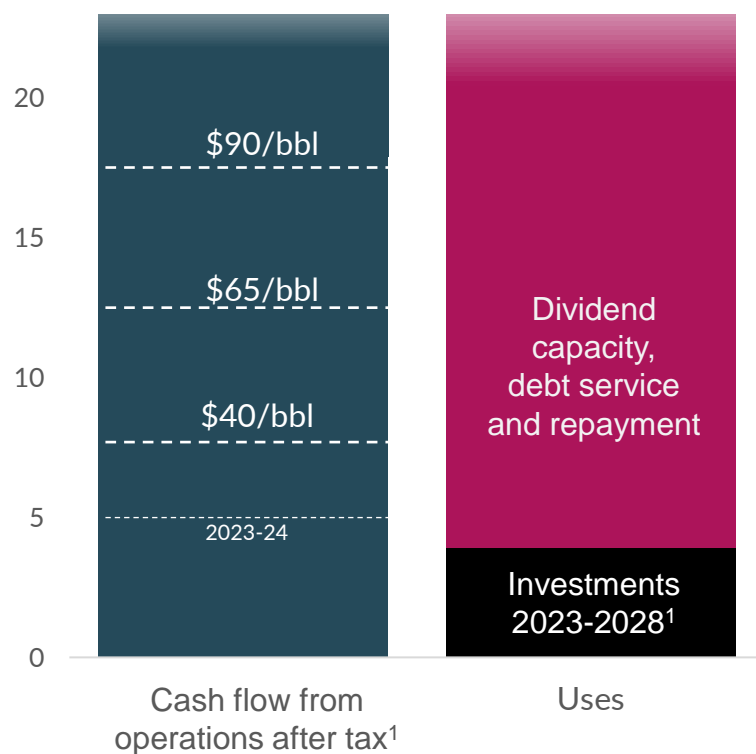 20
15
10
5
0
$90/bbl
$65/bbl
$40/bbl
2023-24
Dividend
capacity,
debt service
and repayment
Investments
2023-2028¹
Cash flow from
operations after tax¹
Uses